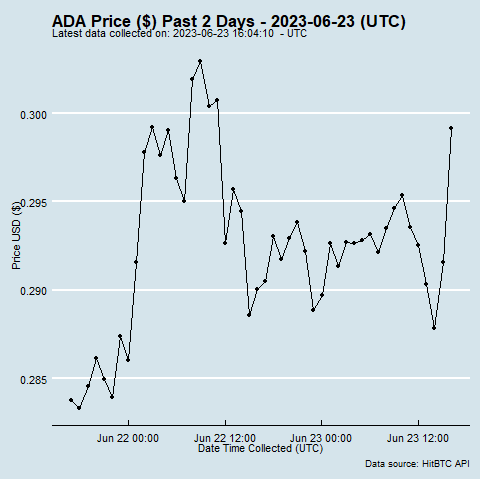 ADA Price ($) Past 2 Days - 2023-06-23 (UTC)
Latest data collected on: 2023-06-23 16:04:10 - UTC
0.300
0.295
0.290
0.285
Price USD ($)
Jun 22 00:00
Jun 22 12:00
Jun 23 00:00
Jun 23 12:00
Date Time Collected (UTC)
Data source: HitBTC API